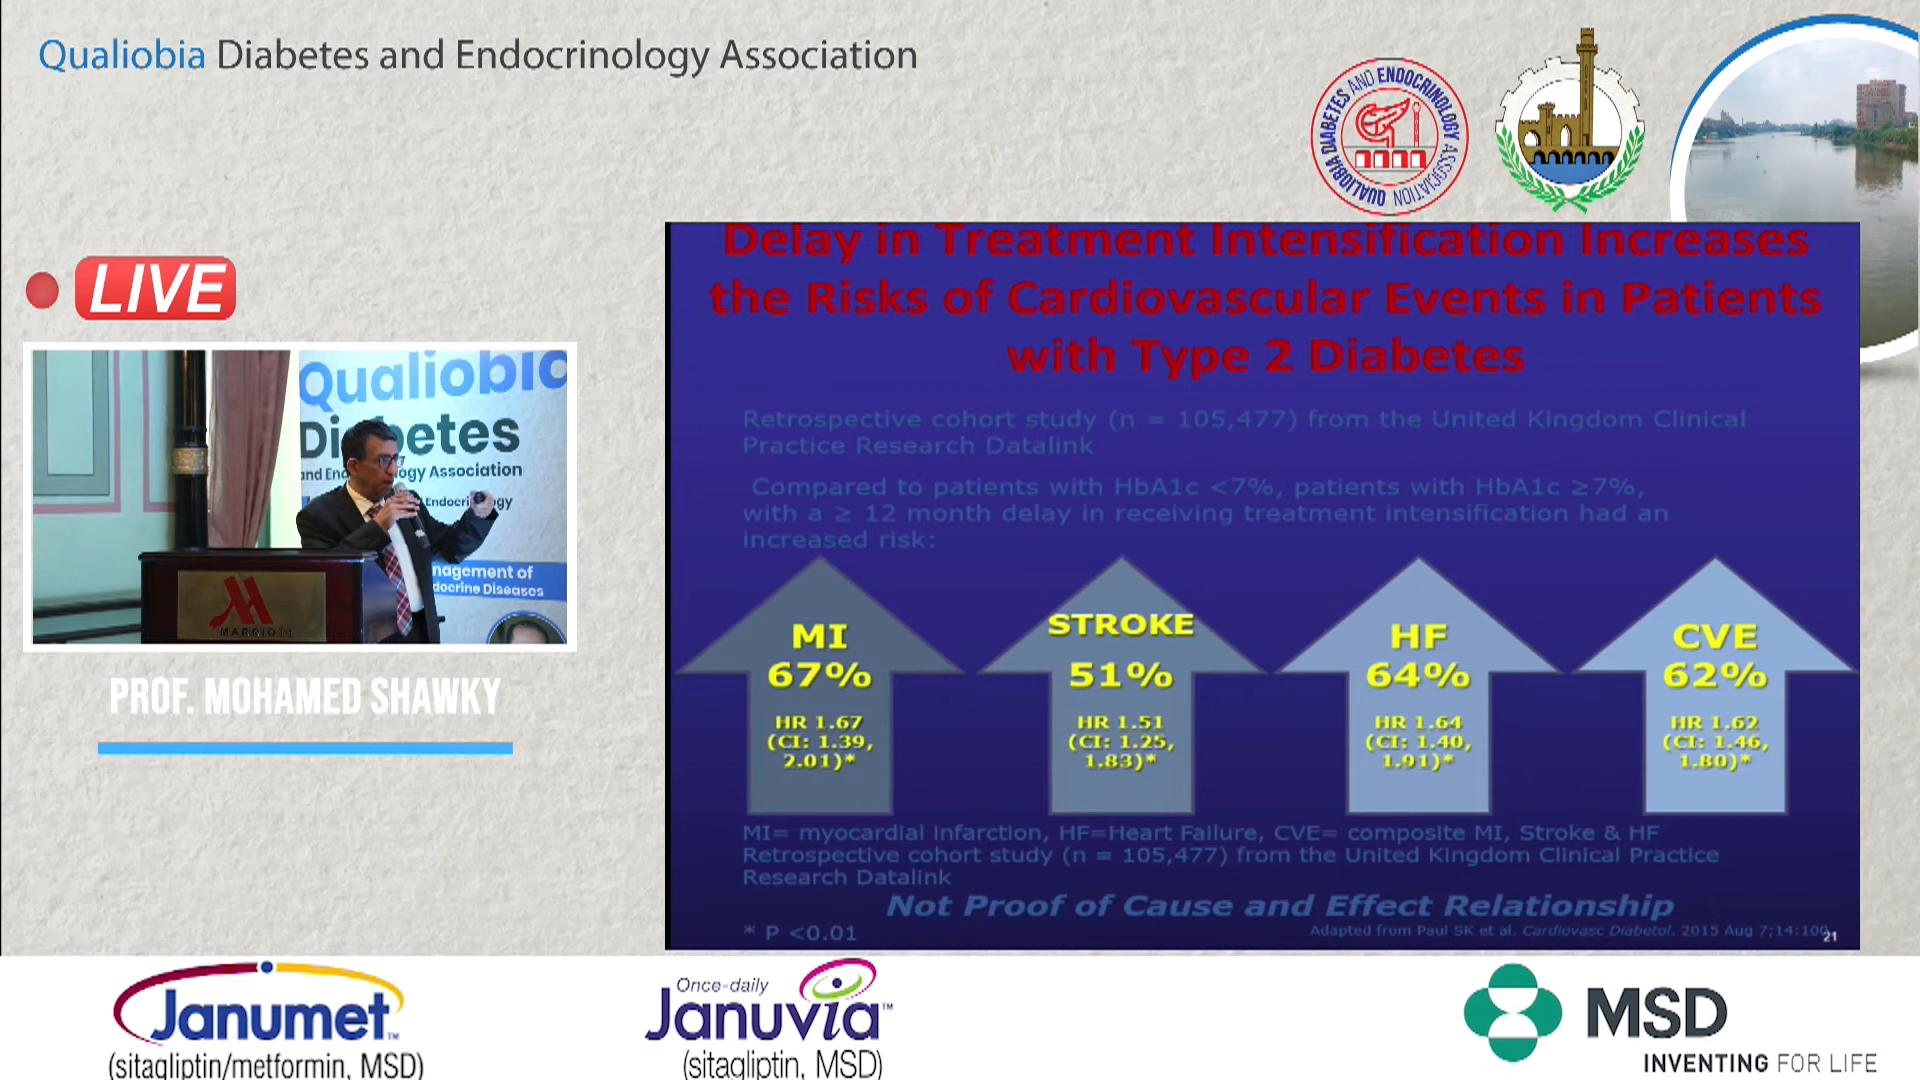 Qualiobia Diabetes and Endocrinology Association
QUALIOBIA DIABETES AND ENDOCRINOLOGY ASSOCIATION
LIVE
Qualiobia
Diabetes
Association
Endocrinology
nagement of
docrine Diseases
MARRIOTT
PROF. MOHAMED SHAWKY
Delay in Treatment Intensification Increases
the Risks of Cardiovascular Events in Patients
with Type 2 Diabetes
Retrospective cohort study (n = 105,477) from the United Kingdom Clinical
Practice Research Datalink
Compared to patients with HbA1c <7%, patients with HbA1c ≥7%,
with a ≥ 12 month delay in receiving treatment intensification had an
increased risk:
MI
67%
HR 1.67
(CI: 1.39,
2.01)*
STROKE
51%
HR 1.51
(CI: 1.25,
1.83)*
HF
64%
HR 1.64
(CI: 1.40,
1.91)*
CVE
62%
HR 1.62
(CI: 1.46,
1.80)*
MI= myocardial Infarction, HF=Heart Failure, CVE= composite MI, Stroke & HF
Retrospective cohort study (n = 105,477) from the United Kingdom Clinical Practice
Research Datalink
Not Proof of Cause and Effect Relationship
* P <0.01
Adapted from Paul SK et al. Cardiovasc Diabetol. 2015 Aug 7;14:100.
21
Janumet™
(sitagliptin/metformin, MSD)
Once-daily
Januvia™
(sitagliptin, MSD)
MSD
INVENTING FOR LIFE